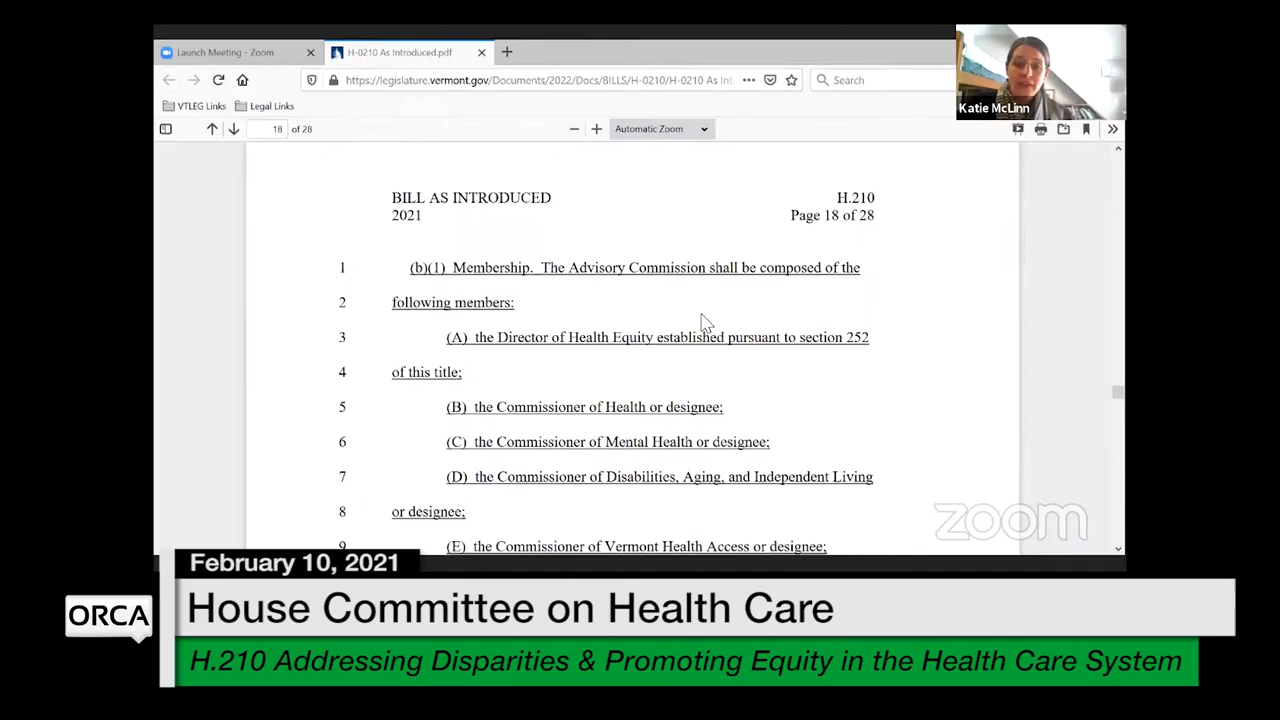 Launch Meeting - Zoom
H-0210 As Introduced.pdf
https://legislature.vermont.gov/Documents/2022/Docs/BILLS/H-0210/H-0210 As
Search
VTLEG Links
Legal Links
18 of 28
Automatic Zoom
Katie McLinn
BILL AS INTRODUCED H.210
2021 Page 18 of 28
1 (b)(1) Membership. The Advisory Commission shall be composed of the
2 following members:
3 (A) the Director of Health Equity established pursuant to section 252
4 of this title;
5 (B) the Commissioner of Health or designee;
6 (C) the Commissioner of Mental Health or designee;
7 (D) the Commissioner of Disabilities, Aging, and Independent Living
8 or designee;
9 (E) the Commissioner of Vermont Health Access or designee;
zoom
February 10, 2021
ORCA
House Committee on Health Care
H.210 Addressing Disparities & Promoting Equity in the Health Care System